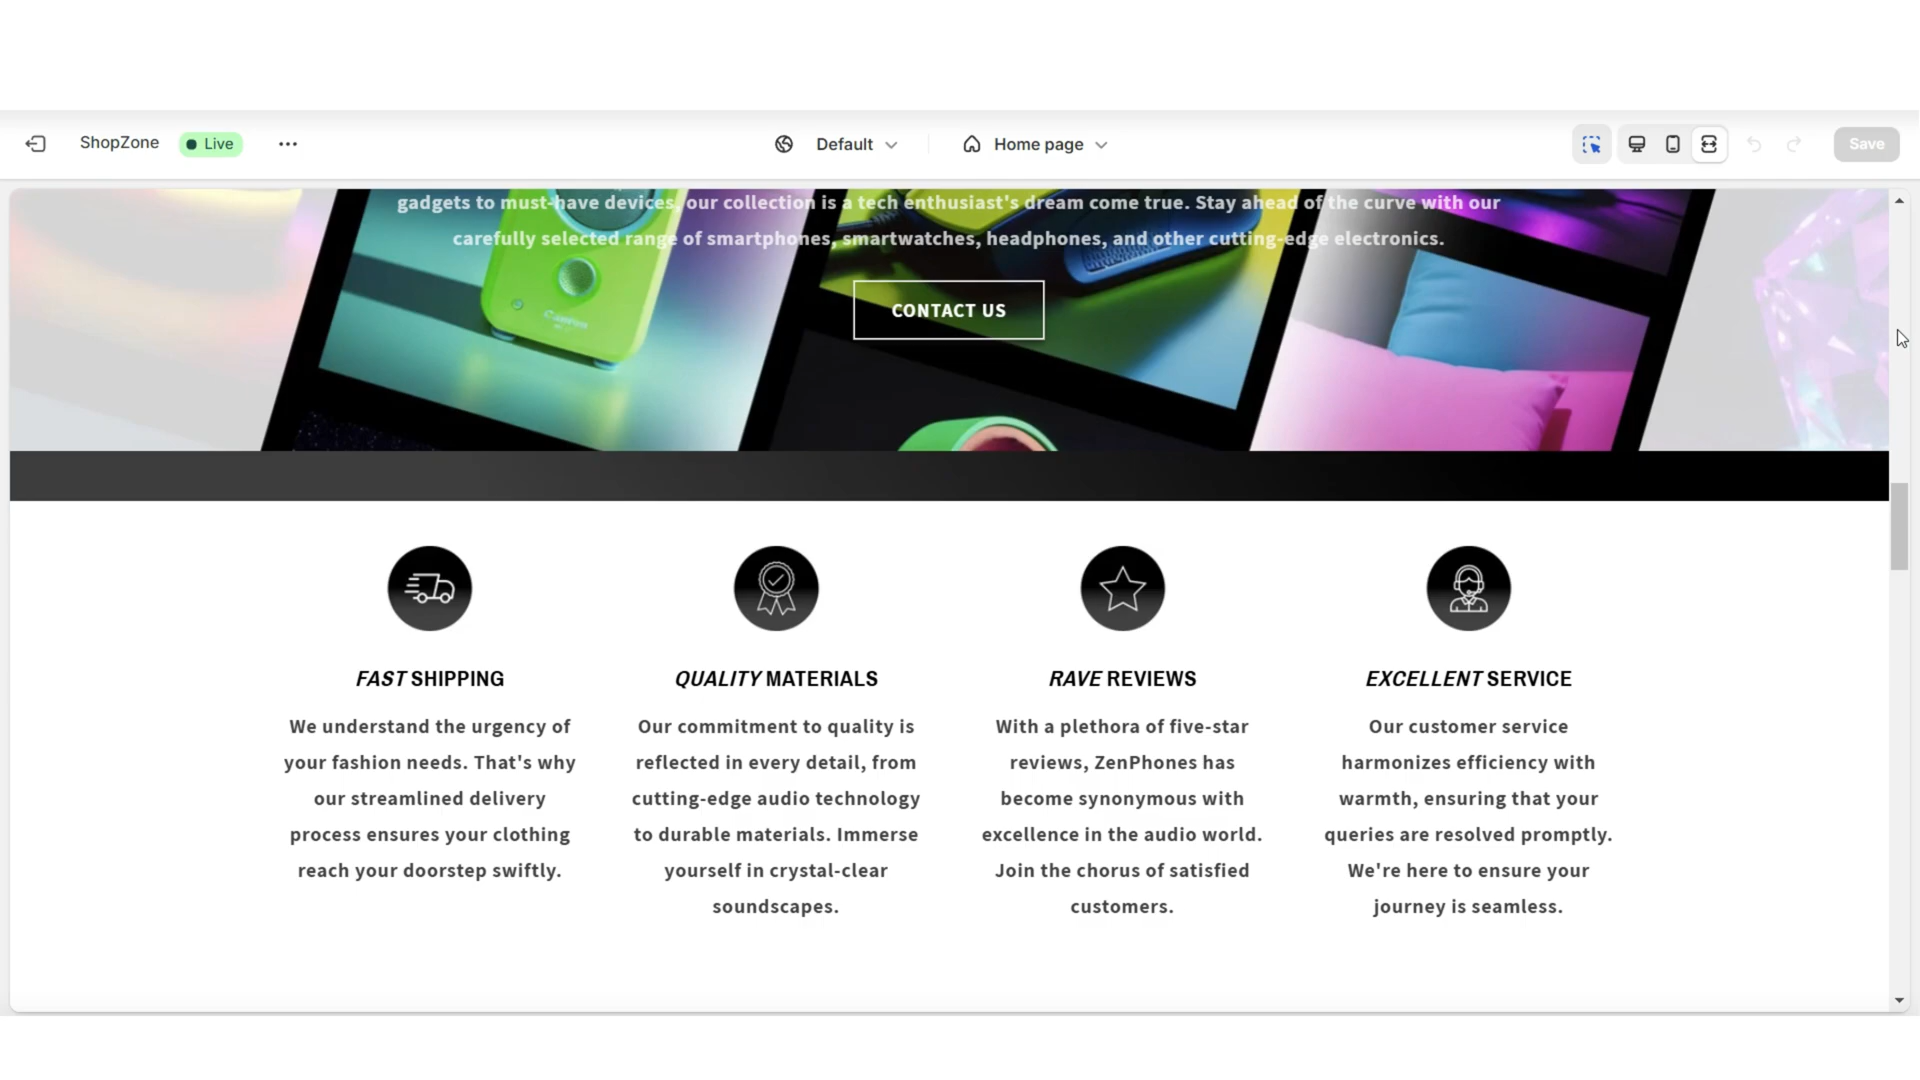 ShopZone
Live
Default
Home page
Save
gadgets to must-have devices, our collection is a tech enthusiast's dream come true. Stay ahead of the curve with our
carefully selected range of smartphones, smartwatches, headphones, and other cutting-edge electronics.
CONTACT US
FAST SHIPPING
We understand the urgency of
your fashion needs. That's why
our streamlined delivery
process ensures your clothing
reach your doorstep swiftly.
QUALITY MATERIALS
Our commitment to quality is
reflected in every detail, from
cutting-edge audio technology
to durable materials. Immerse
yourself in crystal-clear
soundscapes.
RAVE REVIEWS
With a plethora of five-star
reviews, ZenPhones has
become synonymous with
excellence in the audio world.
Join the chorus of satisfied
customers.
EXCELLENT SERVICE
Our customer service
harmonizes efficiency with
warmth, ensuring that your
queries are resolved promptly.
We're here to ensure your
journey is seamless.